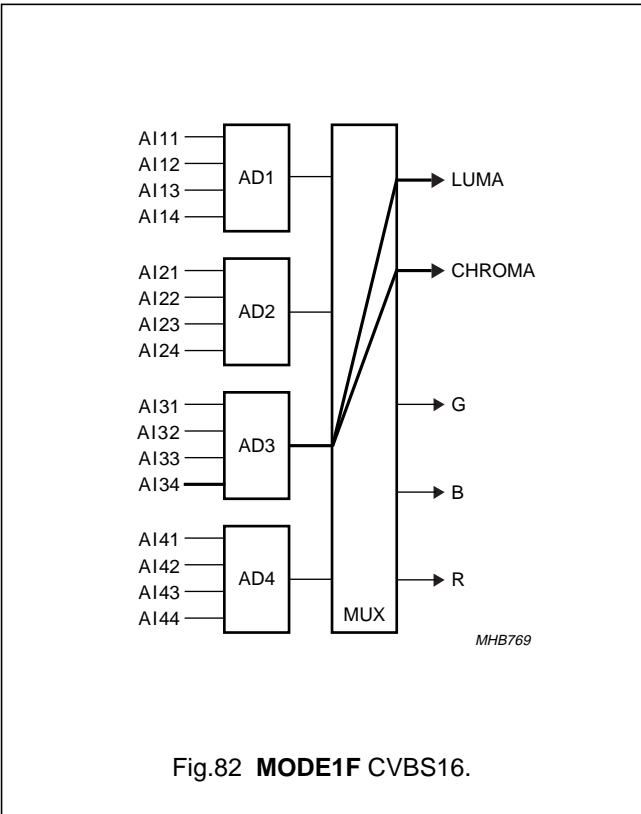 AI11
AI12
AI13
AI14
AD1
AI21
AI22
AI23
AI24
AD2
AI31
AI32
AI33
AI34
AD3
AI41
AI42
AI43
AI44
AD4
MUX
LUMA
CHROMA
G
B
R
MHB769
Fig.82 MODE1F CVBS16.